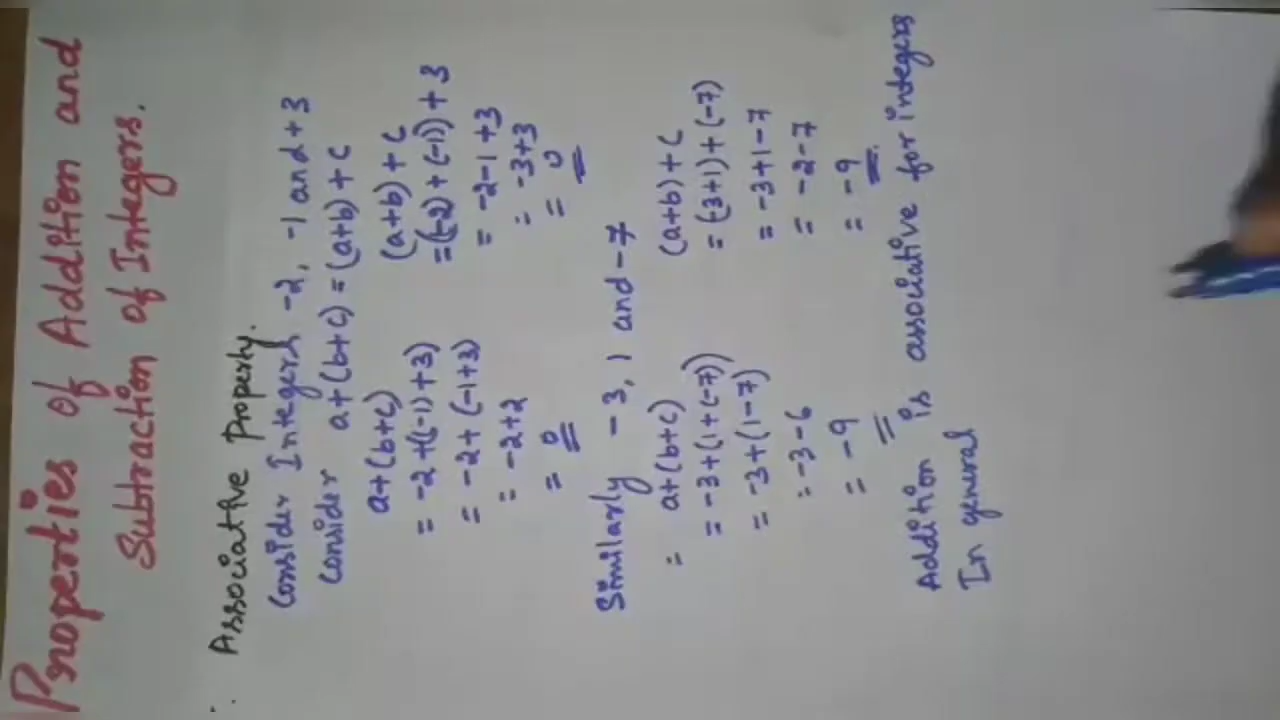 Properties of Addition and
Subtraction of Integers.
Associative Property.
Consider Integers -2, -1 and +3
Consider a+(b+c) = (a+b)+c
a+(b+c)
= -2+((-1)+3)
= -2+(-1+3)
= -2+2
= 0
(a+b)+c
=((-2)+(-1))+3
= -2-1+3
= -3+3
= 0
Similarly -3, 1 and -7
= a+(b+c)
= -3+(1+(-7))
= -3+(1-7)
= -3-6
= -9
(a+b)+c
= (-3+1)+(-7)
= -3+1-7
= -2-7
= -9
Addition is associative for integers
In general